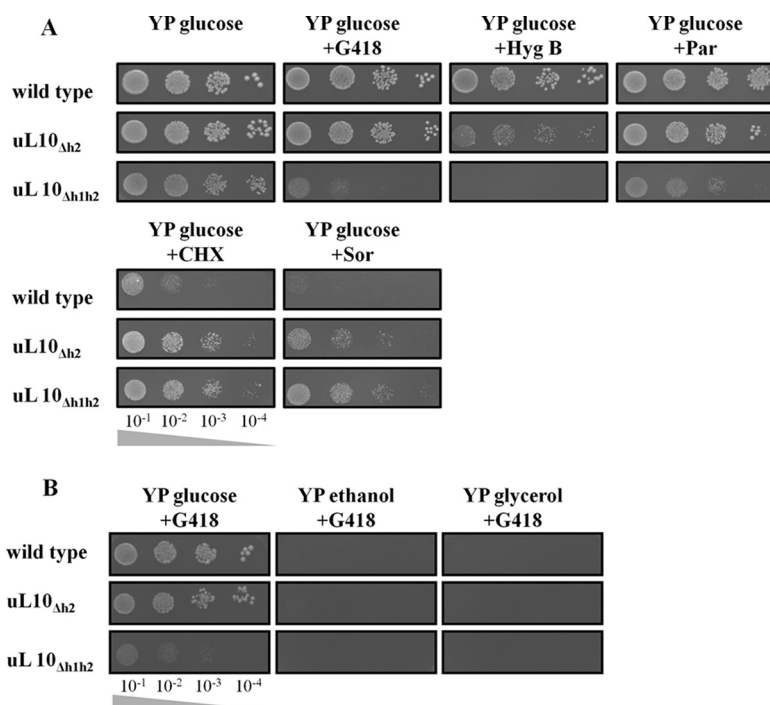 A
YP glucose
YP glucose
+G418
YP glucose
+Hyg B
YP glucose
+Par
wild type
uL10Δh2
uL 10Δh1h2
YP glucose
+CHX
YP glucose
+Sor
wild type
uL10Δh2
uL 10Δh1h2
10-1 10-2 10-3 10-4
B
YP glucose
+G418
YP ethanol
+G418
YP glycerol
+G418
wild type
uL10Δh2
uL 10Δh1h2
10-1 10-2 10-3 10-4